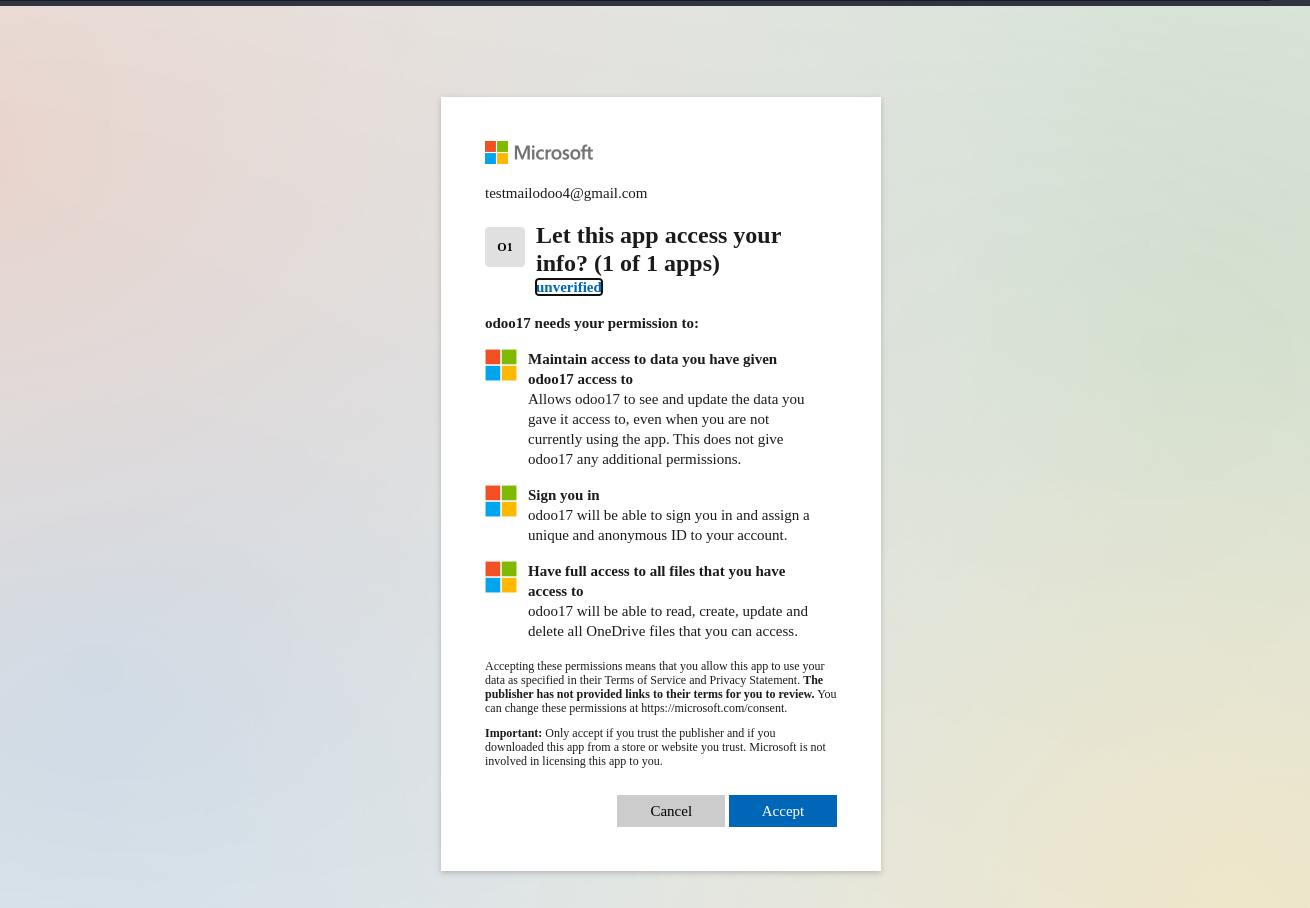 Microsoft
testmailodoo4@gmail.com
O1
Let this app access your
info? (1 of 1 apps)
unverified
odoo17 needs your permission to:
Maintain access to data you have given
odoo17 access to
Allows odoo17 to see and update the data you
gave it access to, even when you are not
currently using the app. This does not give
odoo17 any additional permissions.
Sign you in
odoo17 will be able to sign you in and assign a
unique and anonymous ID to your account.
Have full access to all files that you have
access to
odoo17 will be able to read, create, update and
delete all OneDrive files that you can access.
Accepting these permissions means that you allow this app to use your
data as specified in their Terms of Service and Privacy Statement. The
publisher has not provided links to their terms for you to review. You
can change these permissions at https://microsoft.com/consent.
Important: Only accept if you trust the publisher and if you
downloaded this app from a store or website you trust. Microsoft is not
involved in licensing this app to you.
Cancel
Accept